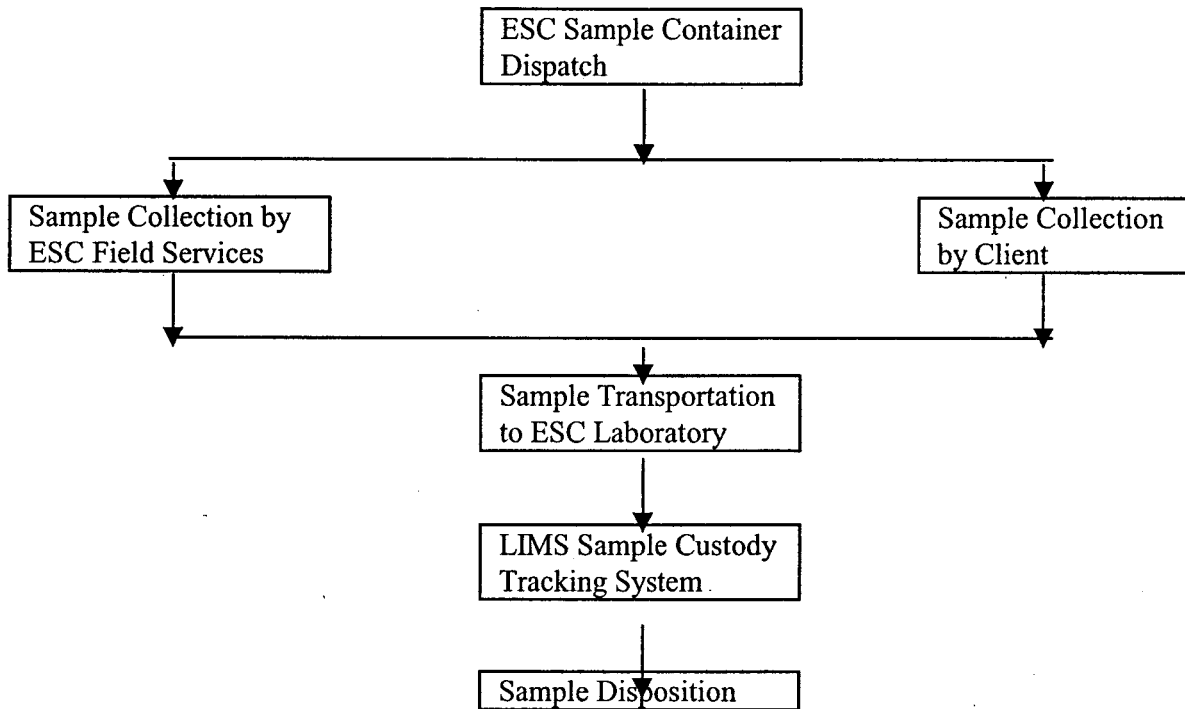 ESC Sample Container
Dispatch
Sample Collection by
ESC Field Services
Sample Collection
by Client
Sample Transportation
to ESC Laboratory
LIMS Sample Custody
Tracking System
Sample Disposition